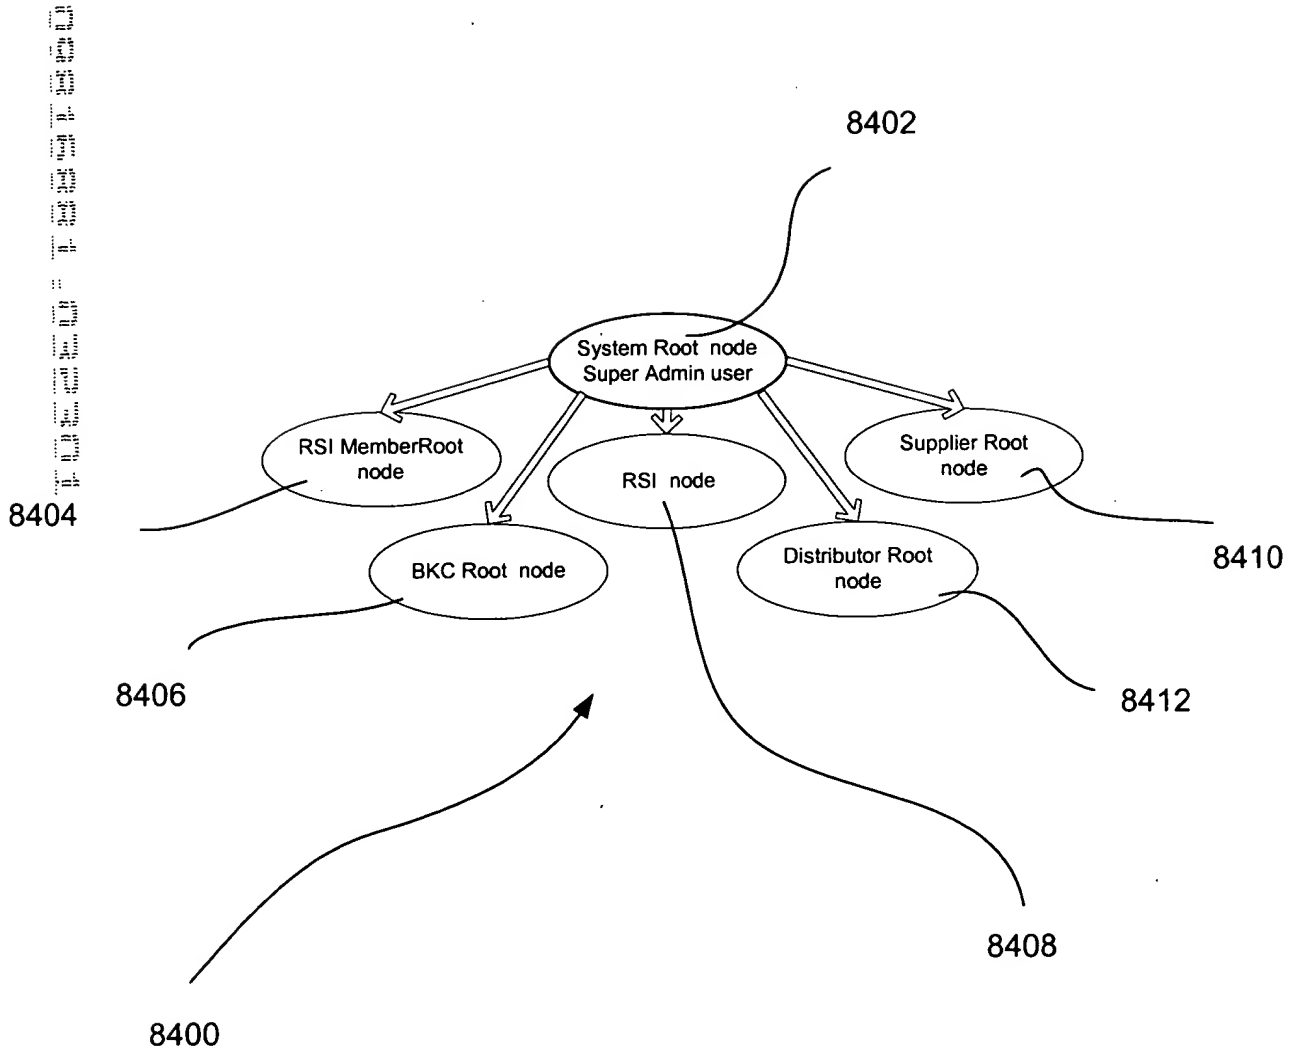 8402
System Root node
Super Admin user
RSI MemberRoot
node
Supplier Root
node
RSI node
8404
BKC Root node
Distributor Root
node
8410
8406
8412
8408
8400